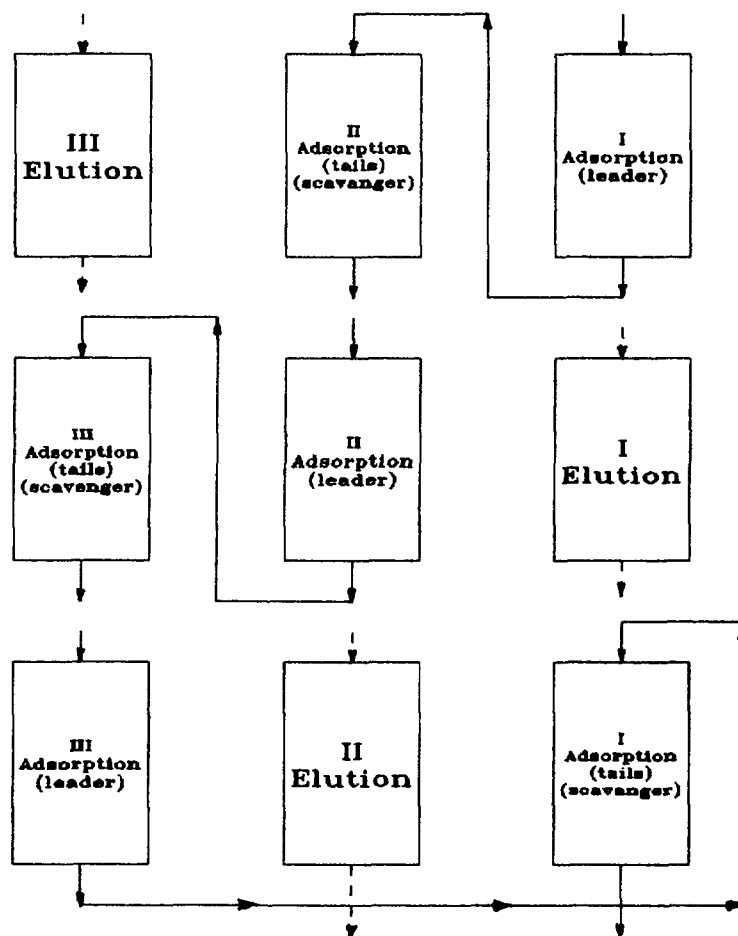 III
Elution
II
Adsorption
(tails)
(scavanger)
I
Adsorption
(leader)
III
Adsorption
(tails)
(scavenger)
II
Adsorption
(leader)
I
Elution
III
Adsorption
(leader)
II
Elution
I
Adsorption
(tails)
(scavanger)